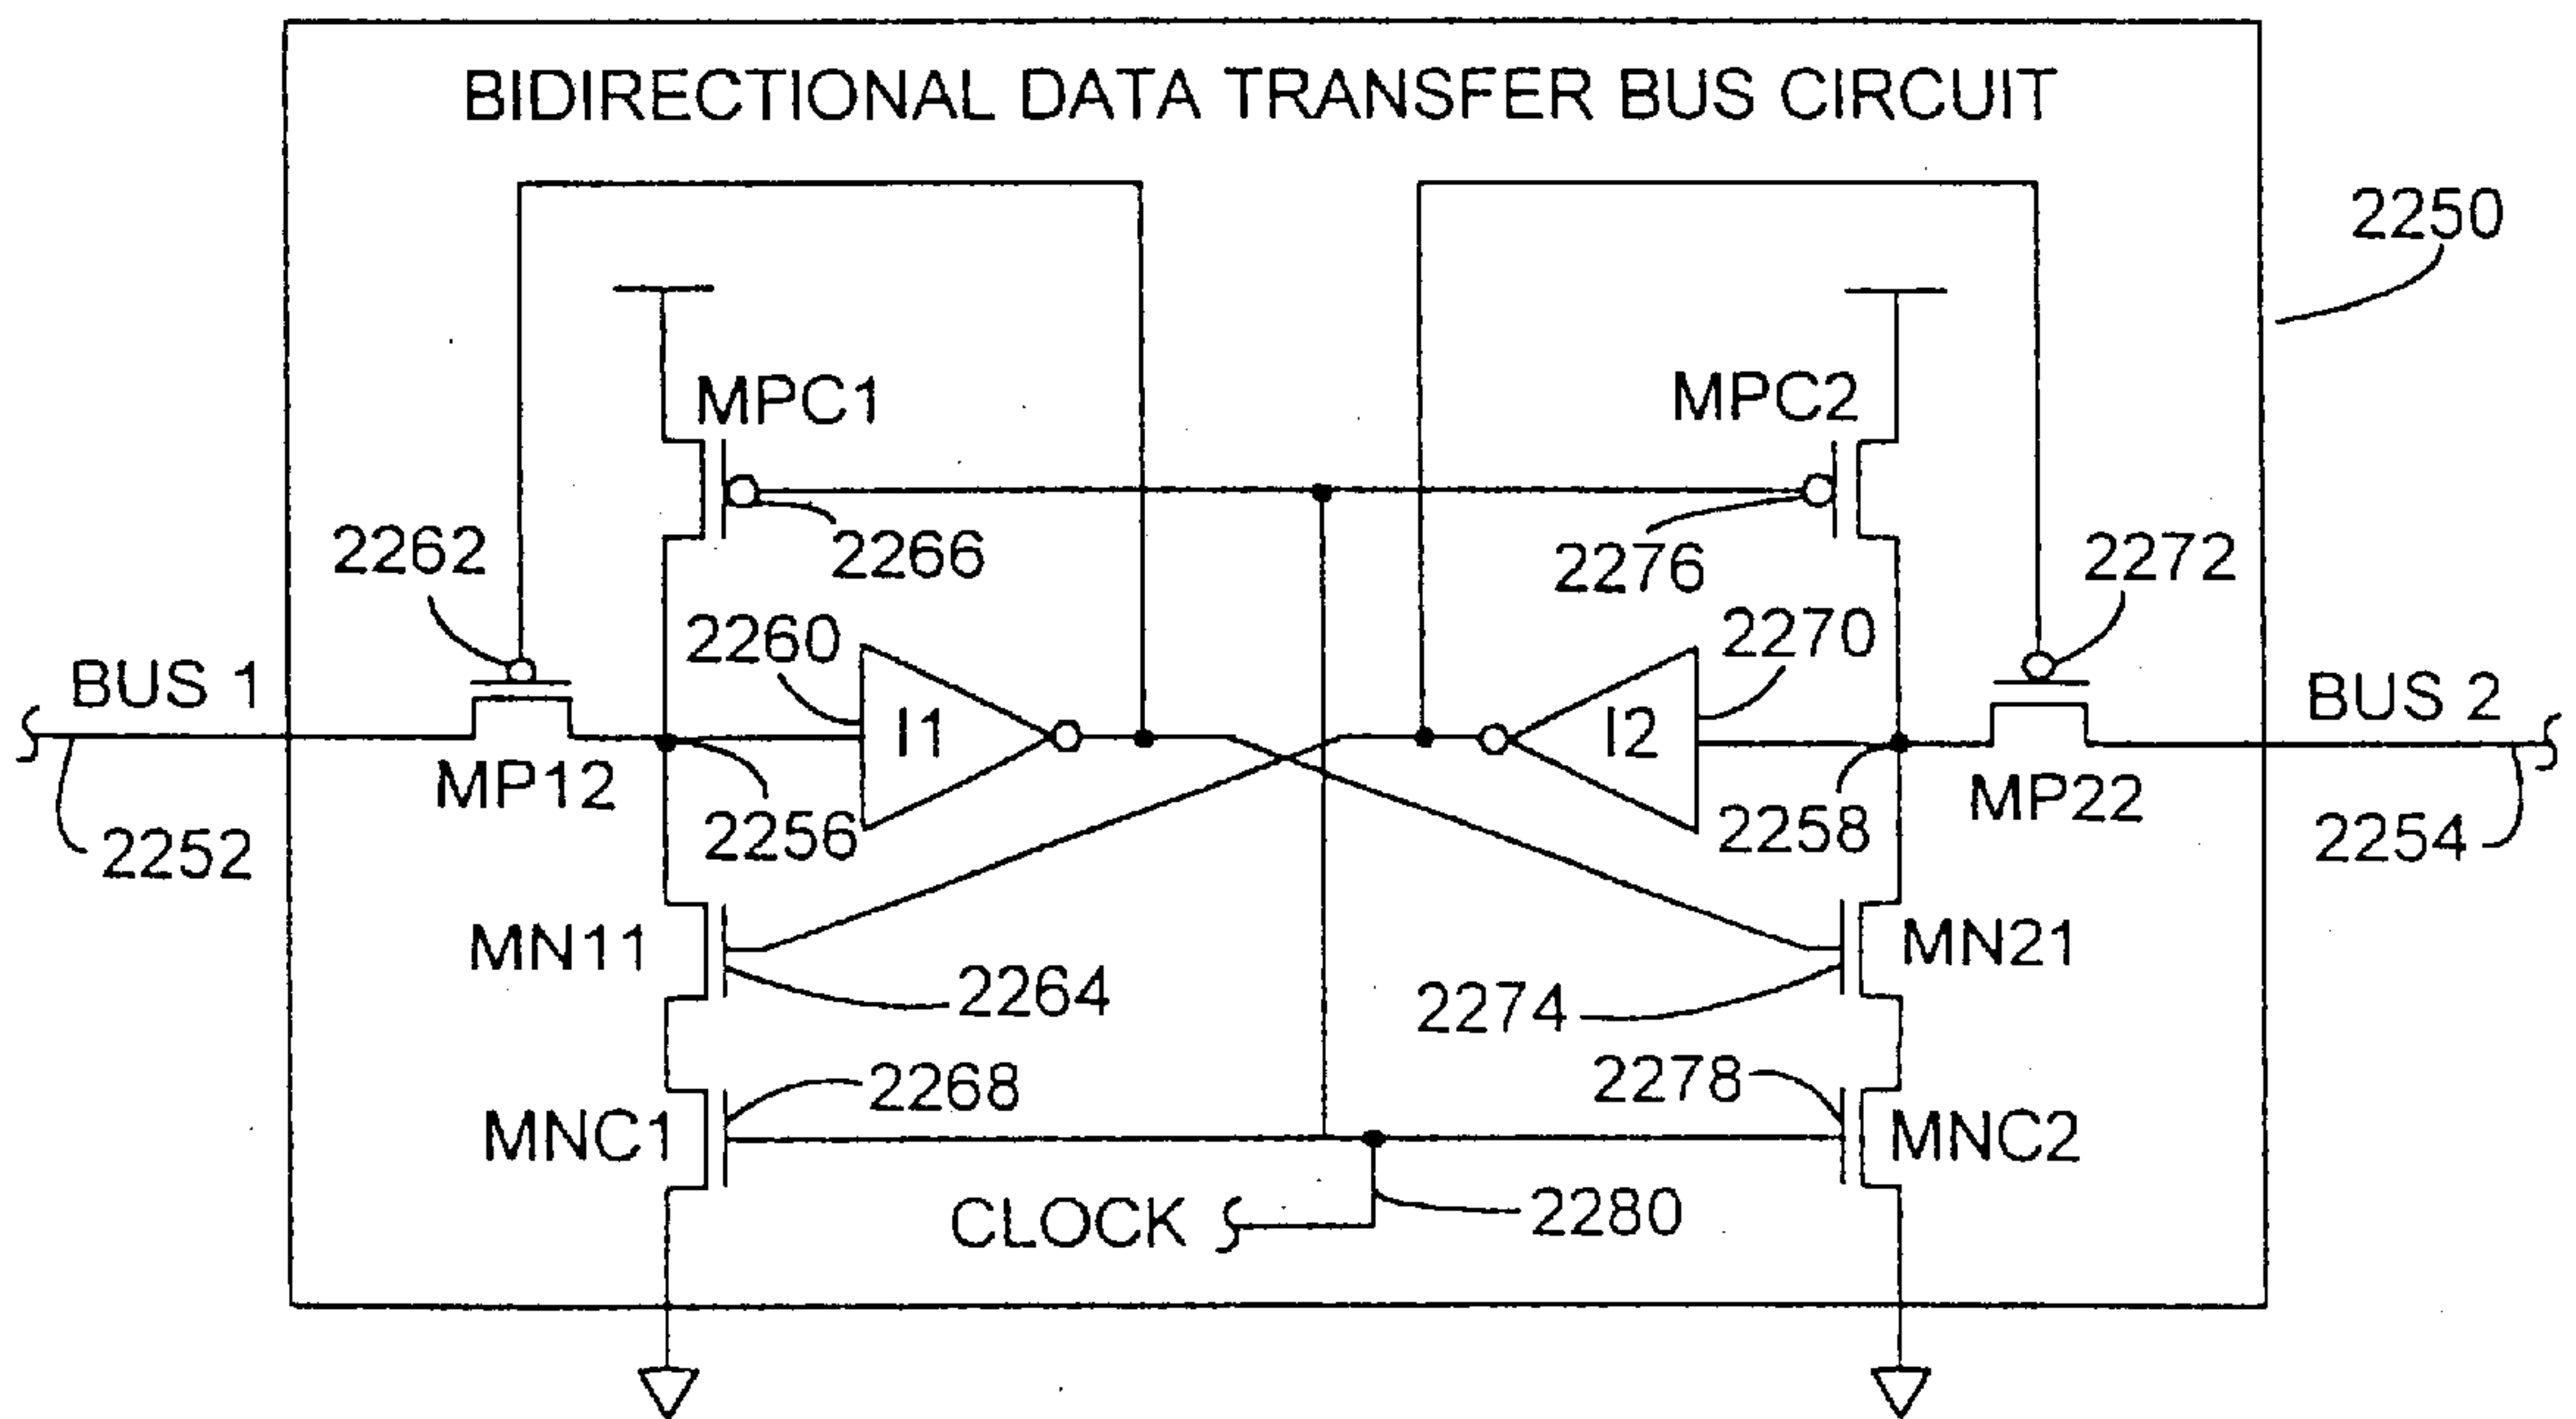 BIDIRECTIONAL DATA TRANSFER BUS CIRCUIT
2250
MPC1
MPC2
2262
2266
2276
2272
2260
2270
BUS 1
I1
I2
BUS 2
MP12
2256
2258
MP22
2252
2254
MN11
MN21
2264
2274
2268
2278
MNC1
MNC2
CLOCK
2280